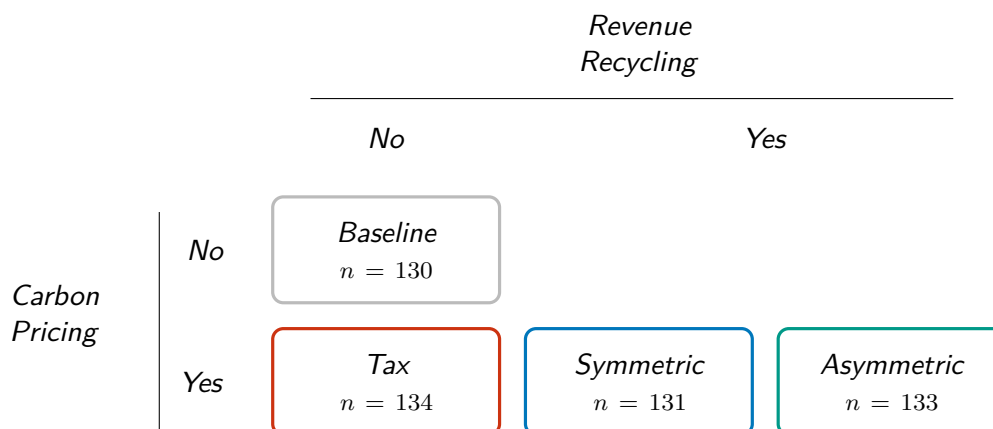 Revenue
Recycling
No
Yes
No
Baseline
n = 130
Carbon
Pricing
Yes
Tax
n = 134
Symmetric
n = 131
Asymmetric
n = 133